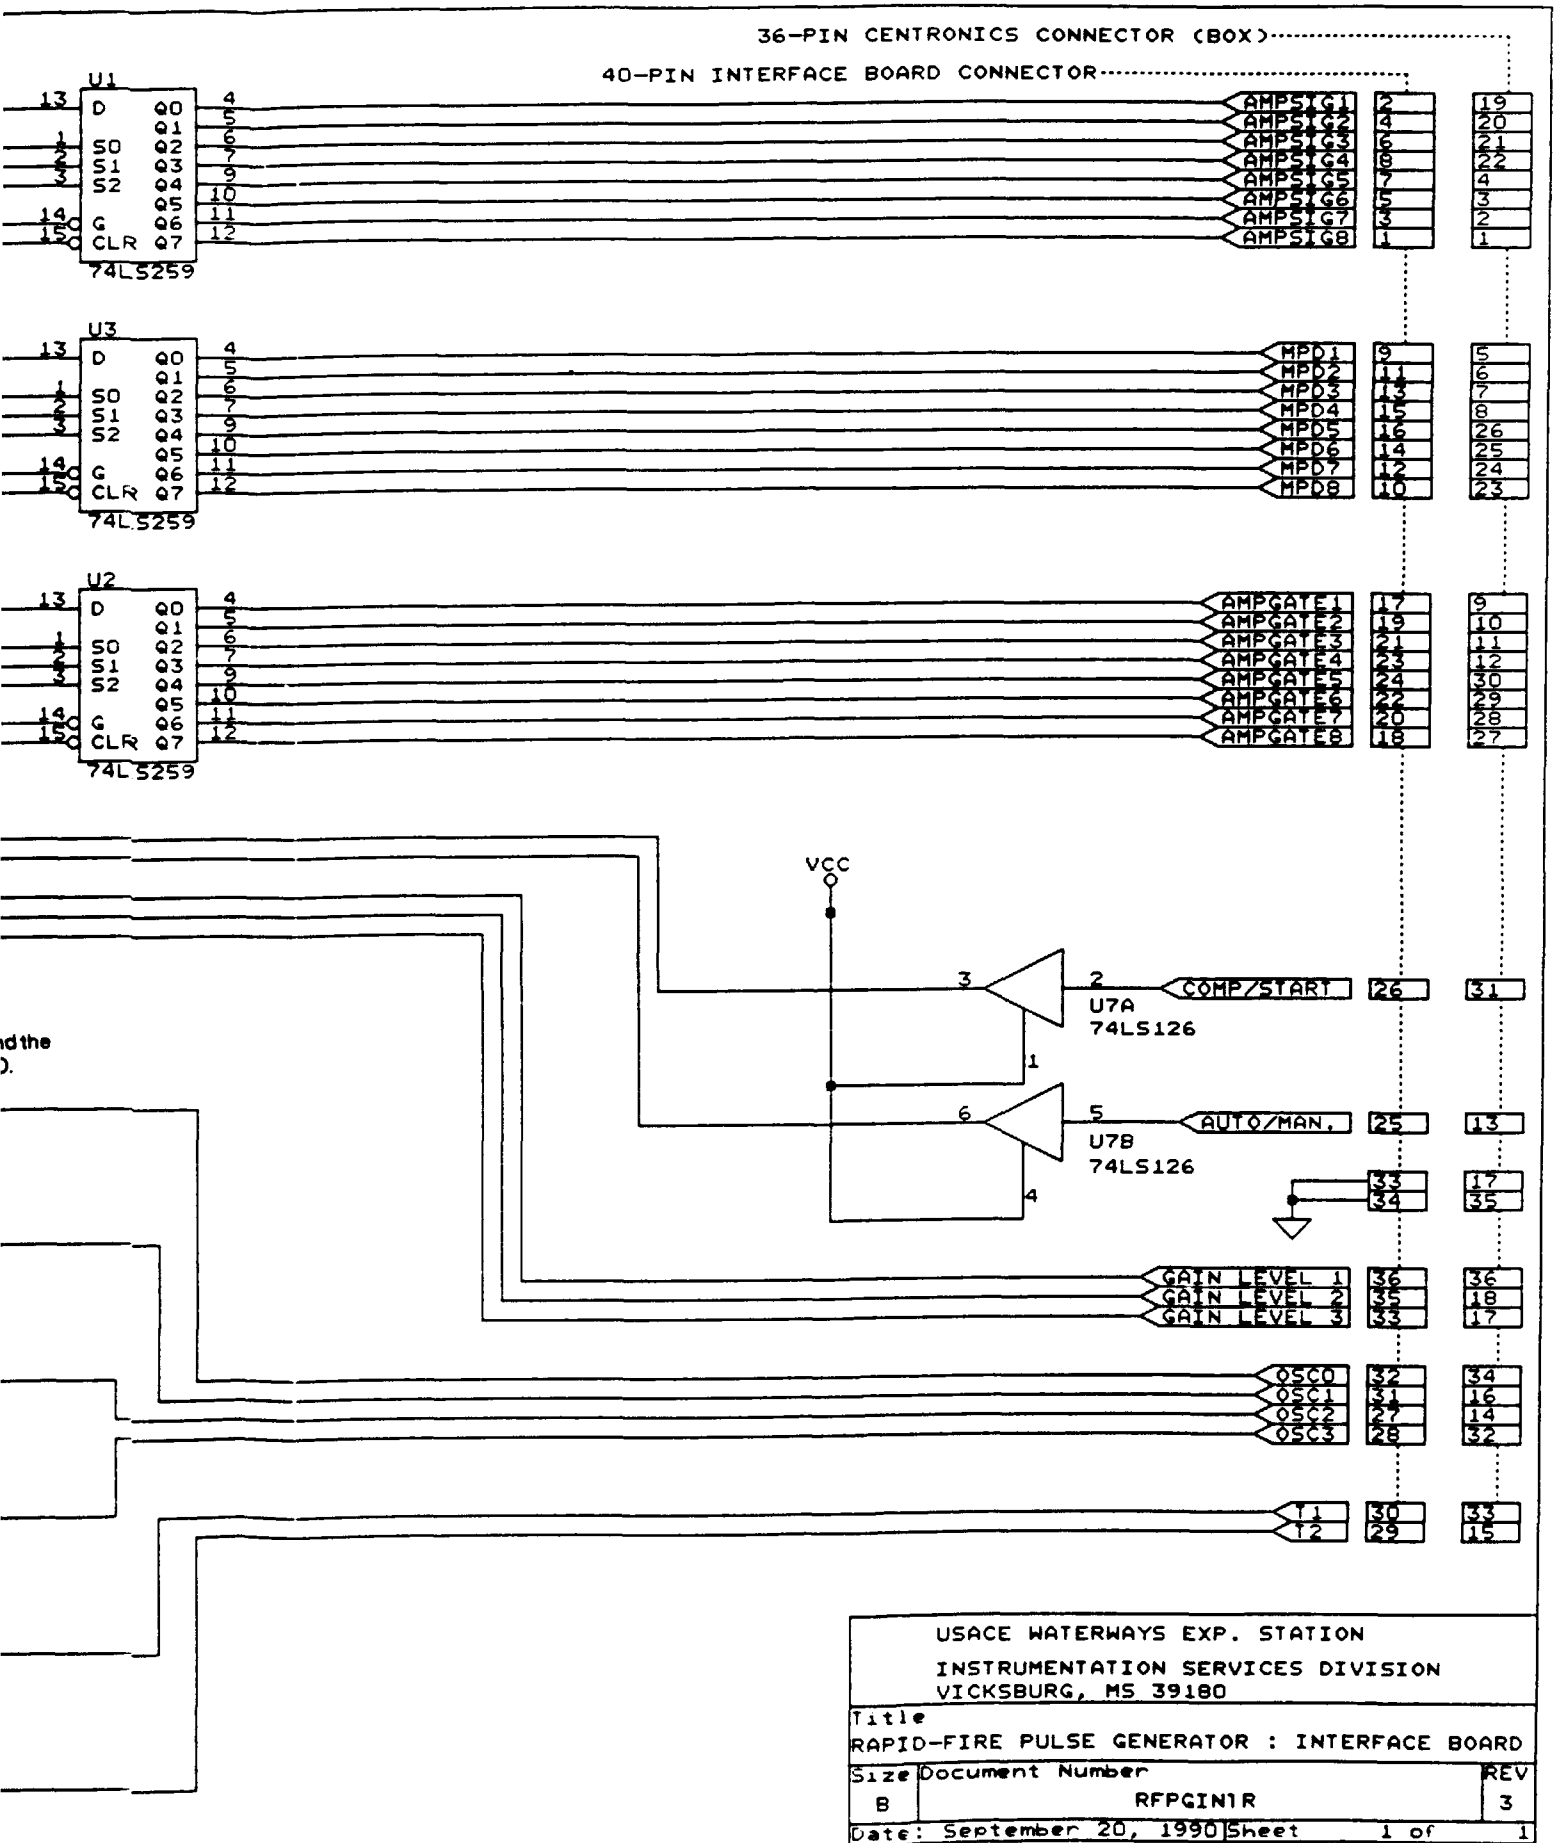 36-PIN CENTRONICS CONNECTOR (BOX)
40-PIN INTERFACE BOARD CONNECTOR
U1
13 D Q0 4 AMPSIG1 2 19
Q1 5 AMPSIG2 4 20
1 S0 Q2 6 AMPSIG3 6 21
2 S1 Q3 7 AMPSIG4 8 22
3 S2 Q4 9 AMPSIG5 7 4
Q5 10 AMPSIG6 5 3
14 G Q6 11 AMPSIG7 3 2
15 CLR Q7 12 AMPSIG8 1 1
74LS259
U3
13 D Q0 4 MPD1 9 5
Q1 5 MPD2 11 6
1 S0 Q2 6 MPD3 13 7
2 S1 Q3 7 MPD4 15 8
3 S2 Q4 9 MPD5 16 26
Q5 10 MPD6 14 25
14 G Q6 11 MPD7 12 24
15 CLR Q7 12 MPD8 10 23
74LS259
U2
13 D Q0 4 AMPGATE1 17 9
Q1 5 AMPGATE2 19 10
1 S0 Q2 6 AMPGATE3 21 11
2 S1 Q3 7 AMPGATE4 23 12
3 S2 Q4 9 AMPGATE5 24 30
Q5 10 AMPGATE6 22 29
14 G Q6 11 AMPGATE7 20 28
15 CLR Q7 12 AMPGATE8 18 27
74LS259
VCC
3 2 COMP/START 26 31
U7A
74LS126
nd the
).
1
6 5 AUTO/MAN. 25 13
U7B
74LS126
4
33 17
34 35
GAIN LEVEL 1 36 36
GAIN LEVEL 2 35 18
GAIN LEVEL 3 33 17
OSC0 32 34
OSC1 31 16
OSC2 27 14
OSC3 28 32
T1 30 33
T2 29 15
USACE WATERWAYS EXP. STATION
INSTRUMENTATION SERVICES DIVISION
VICKSBURG, MS 39180
Title
RAPID-FIRE PULSE GENERATOR : INTERFACE BOARD
Size Document Number REV
B RFPGIN1R 3
Date: September 20, 1990 Sheet 1 of 1